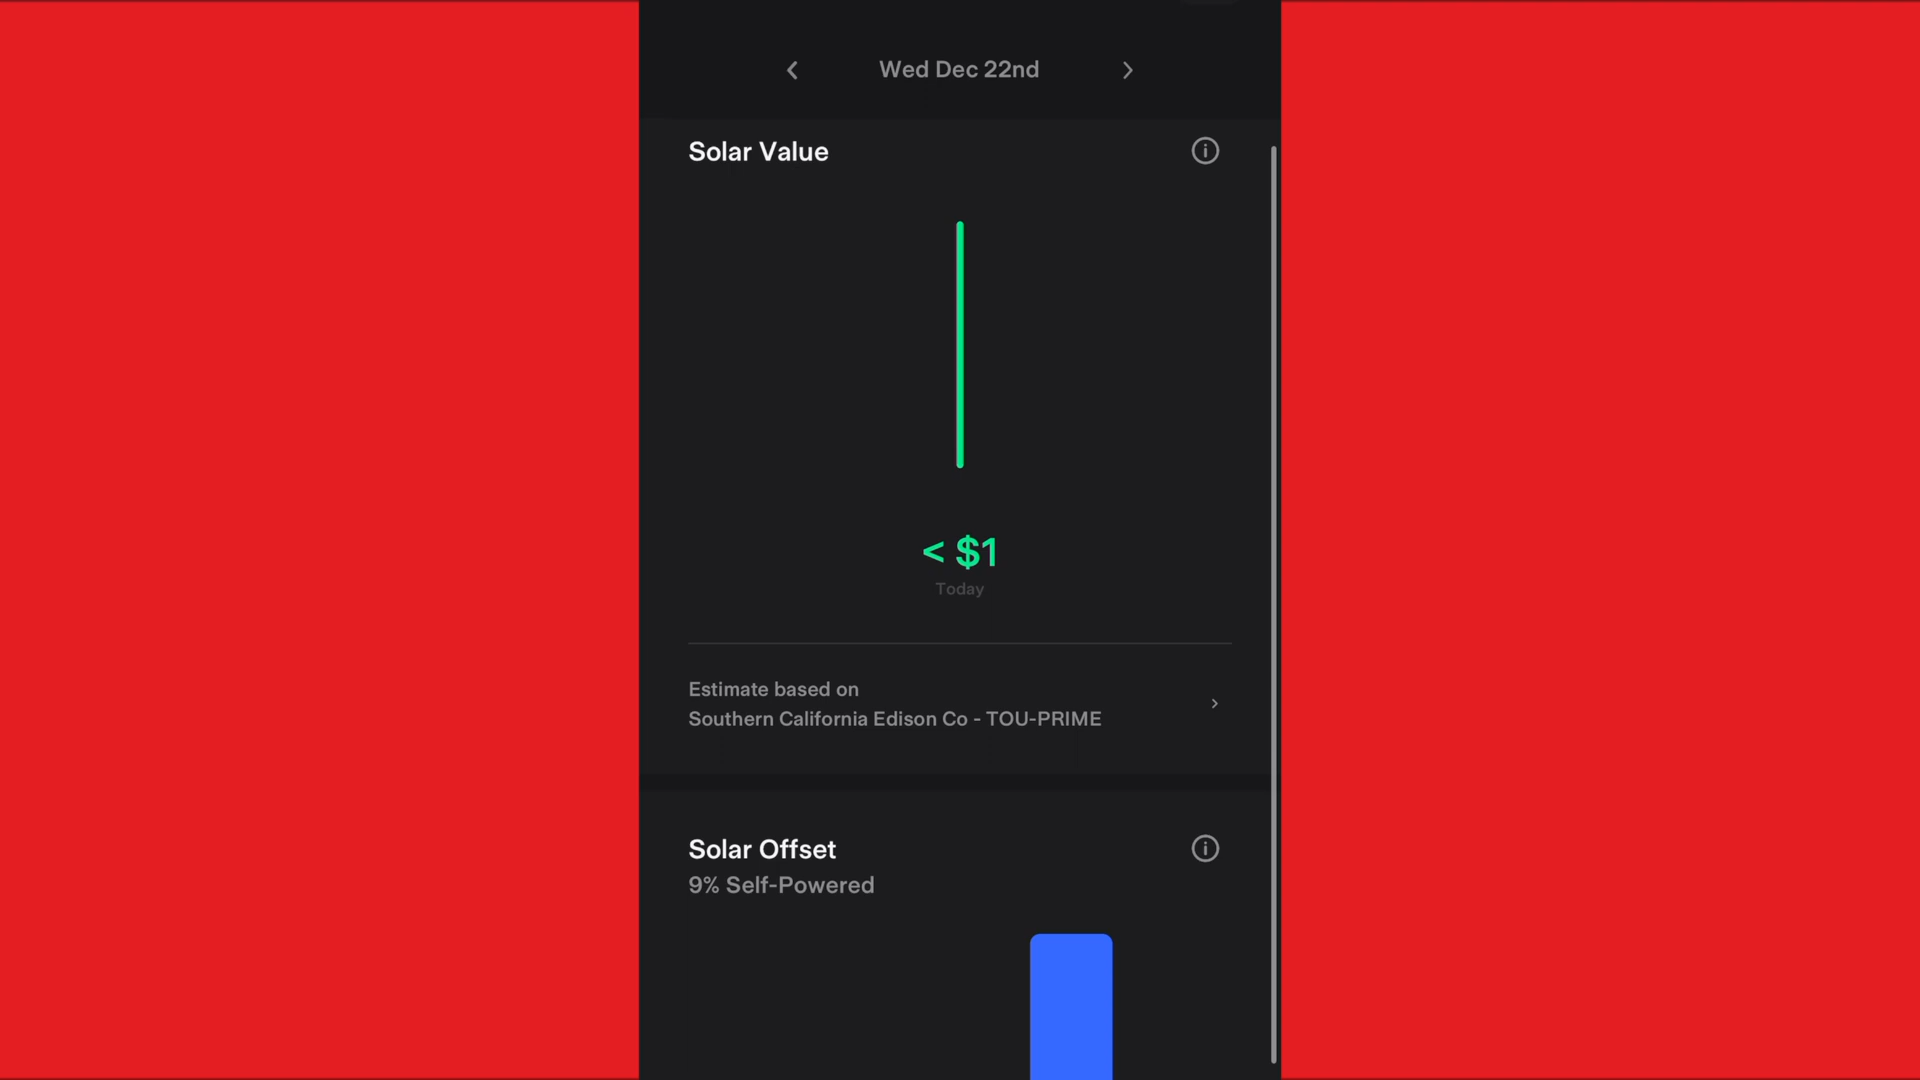 Wed Dec 22nd
Solar Value
< $1
Today
Estimate based on
Southern California Edison Co - TOU-PRIME
Solar Offset
9% Self-Powered